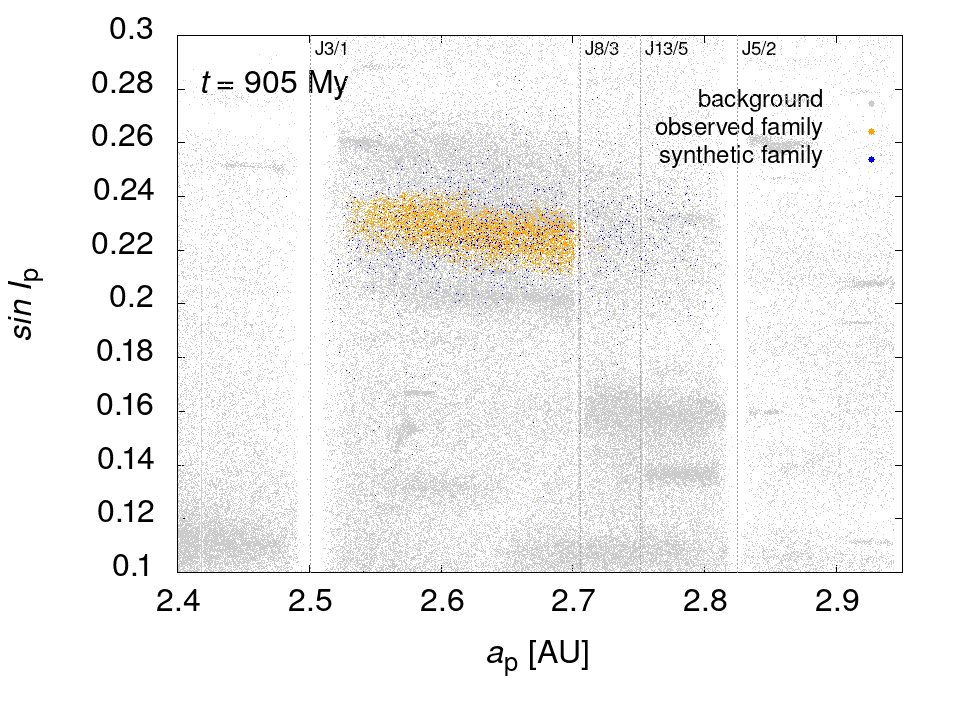 0.3
0.28
0.26
0.24
0.22
0.2
0.18
0.16
0.14
0.12
0.1
sin Ip
J3/1
J8/3
J13/5
J5/2
t = 905 My
background
observed family
synthetic family
2.4
2.5
2.6
2.7
2.8
2.9
ap [AU]